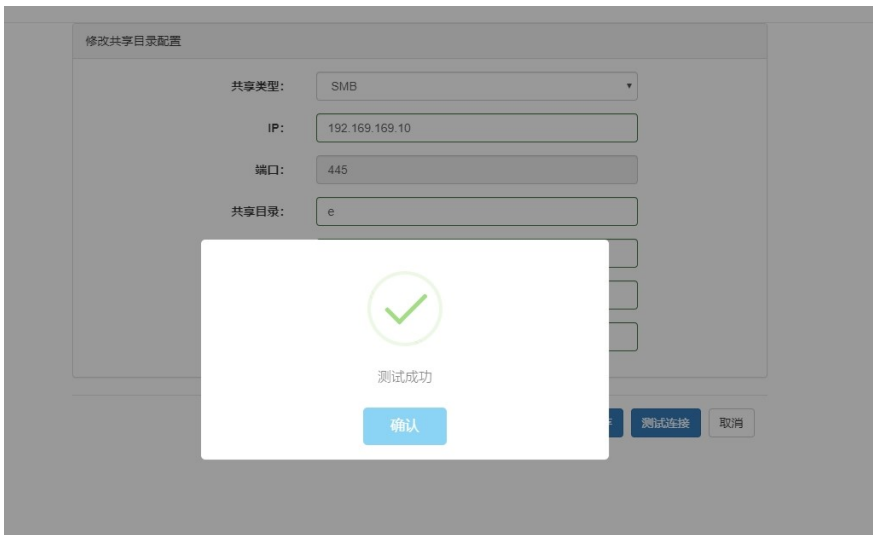 修改共享目录配置
共享类型： SMB
IP： 192.169.169.10
端口： 445
共享目录： e
测试成功
确认
测试连接 取消